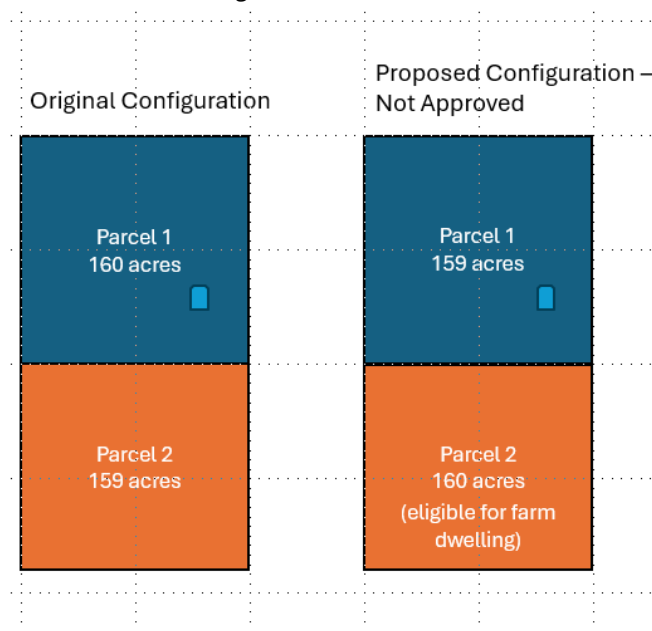 Original Configuration
Proposed Configuration –
Not Approved
Parcel 1
160 acres
Parcel 2
159 acres
Parcel 1
159 acres
Parcel 2
160 acres
(eligible for farm
dwelling)